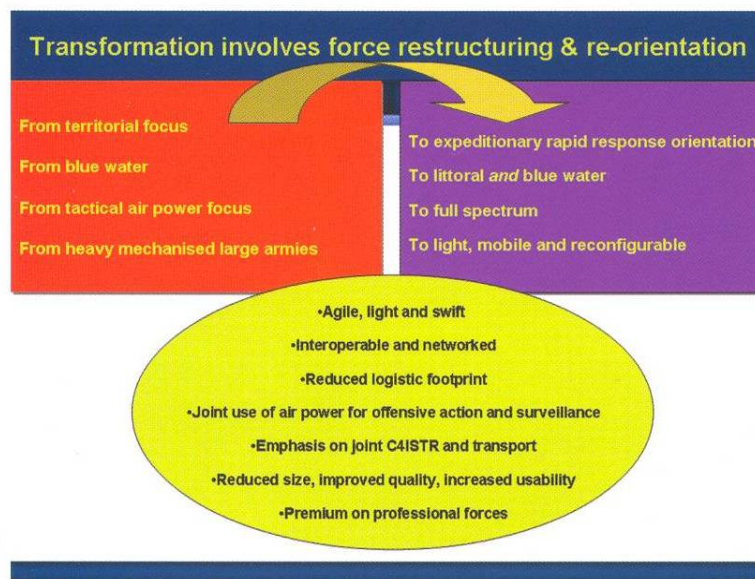 Transformation involves force restructuring & re-orientation
From territorial focus
From blue water
From tactical air power focus
From heavy mechanised large armies
To expeditionary rapid response orientation
To littoral and blue water
To full spectrum
To light, mobile and reconfigurable
•Agile, light and swift
•Interoperable and networked
•Reduced logistic footprint
•Joint use of air power for offensive action and surveillance
•Emphasis on joint C4ISTR and transport
•Reduced size, improved quality, increased usability
•Premium on professional forces